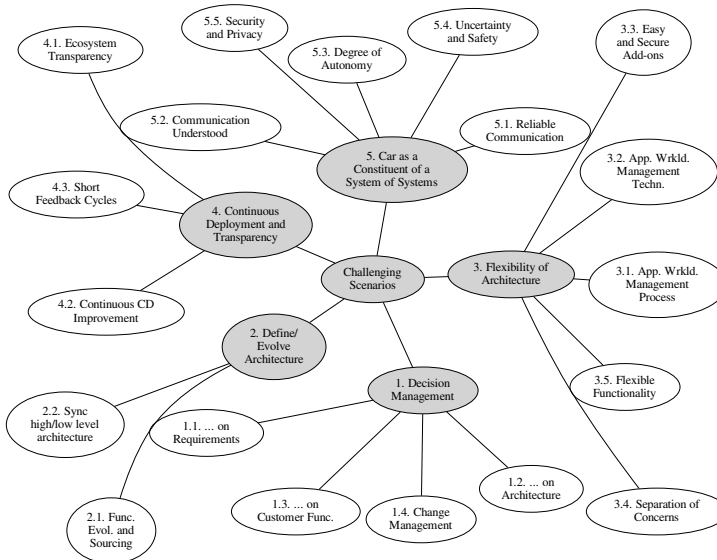 5.5. Security
and Privacy
5.4. Uncertainty
and Safety
3.3. Easy
and Secure
Add-ons
4.1. Ecosystem
Transparency
5.3. Degree of
Autonomy
5.2. Communication
Understood
5.1. Reliable
Communication
5. Car as a
Constituent of a
System of Systems
3.2. App. Wrkld.
Management
Techn.
4.3. Short
Feedback Cycles
4. Continuous
Deployment and
Transparency
Challenging
Scenarios
3. Flexibility of
Architecture
3.1. App. Wrkld.
Management
Process
4.2. Continuous CD
Improvement
2. Define/
Evolve
Architecture
1. Decision
Management
3.5. Flexible
Functionality
2.2. Sync
high/low level
architecture
1.1. ... on
Requirements
1.2. ... on
Architecture
1.3. ... on
Customer Func.
1.4. Change
Management
3.4. Separation of
Concerns
2.1. Func.
Evol. and
Sourcing